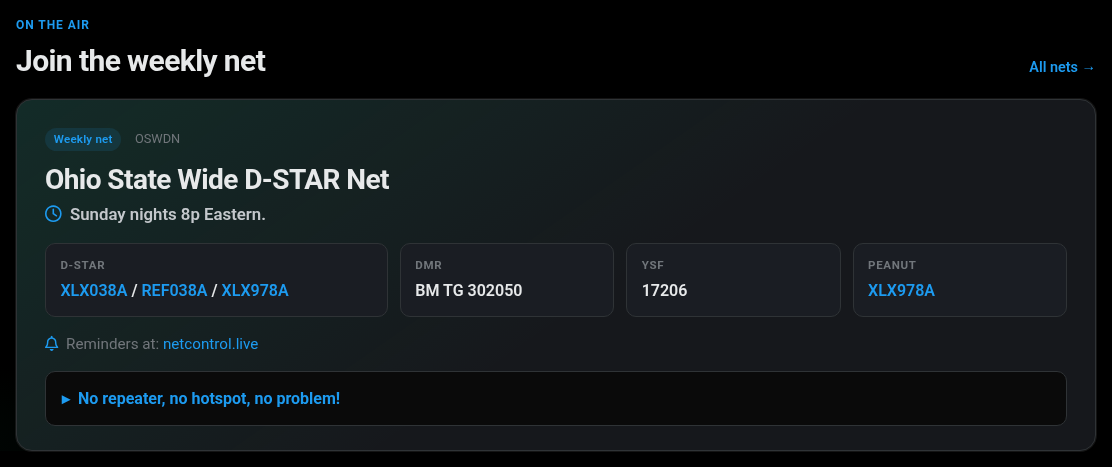 ON THE AIR
Join the weekly net
All nets →
Weekly net OSWDN
Ohio State Wide D-STAR Net
Sunday nights 8p Eastern.
D-STAR
XLX038A / REF038A / XLX978A
DMR
BM TG 302050
YSF
17206
PEANUT
XLX978A
Reminders at: netcontrol.live
► No repeater, no hotspot, no problem!